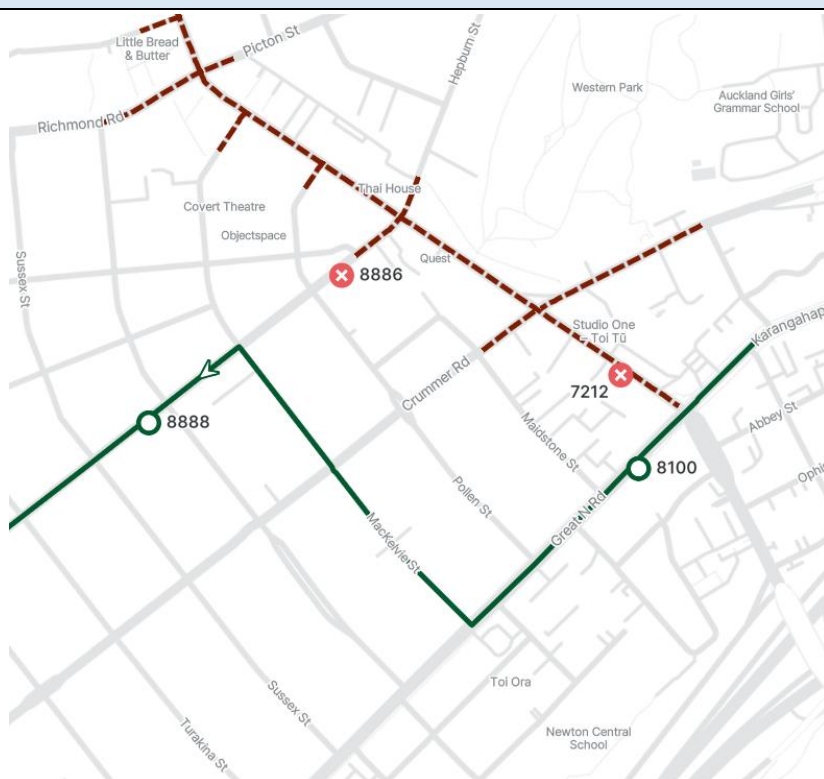 Little Bread
& Butter
Picton St
Hepburn St
Western Park
Auckland Girls'
Grammar School
Richmond Rd
Thai House
Covert Theatre
Objectspace
Quest
Sussex St
8886
Studio One
- Toi Tū
Karangahap
7212
Crummer Rd
Abbey St
8888
Maidstone St
8100
Ophi
Pollen St
Great N Rd
MacKelvie St
Toi Ora
Sussex St
Newton Central
School
Turakina St